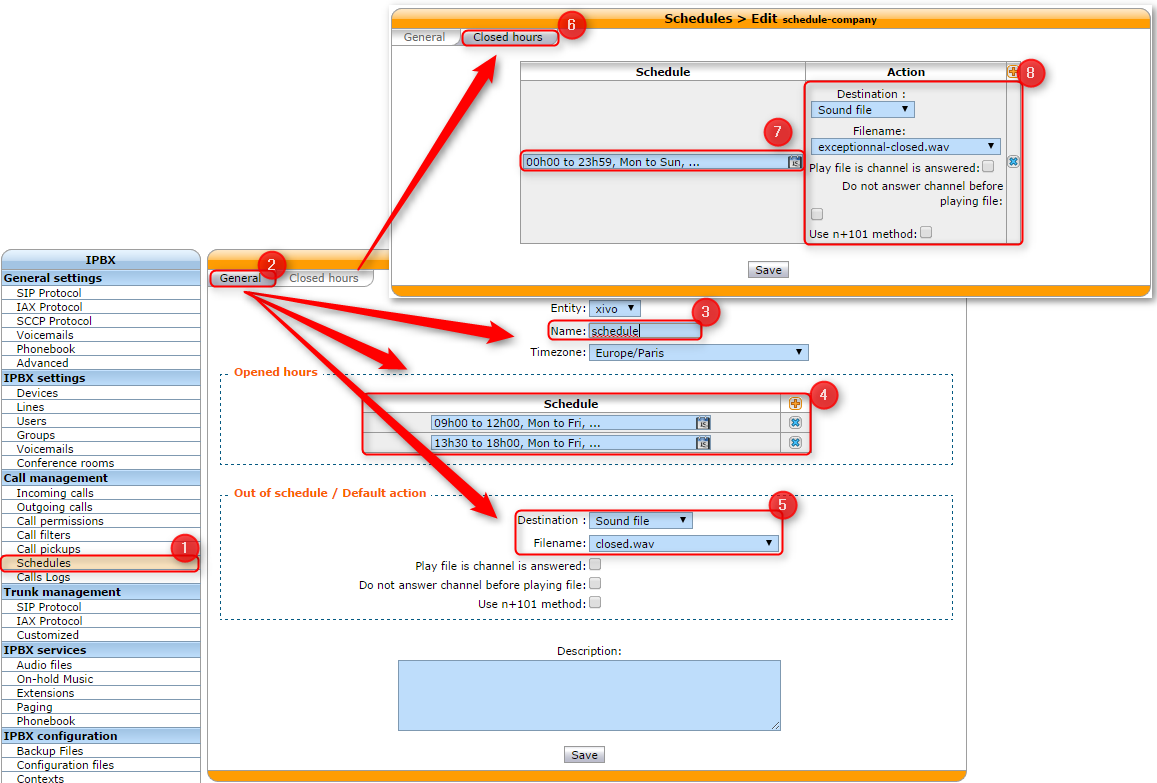 Schedules > Edit schedule-company
General
Closed hours
6
Schedule
Action
8
Destination :
Sound file
Filename:
exceptionnal-closed.wav
7
00h00 to 23h59, Mon to Sun, ...
Play file is channel is answered:
Do not answer channel before
playing file:
Use n+101 method:
Save
IPBX
General settings
SIP Protocol
IAX Protocol
SCCP Protocol
Voicemails
Phonebook
Advanced
IPBX settings
Devices
Lines
Users
Groups
Voicemails
Conference rooms
Call management
Incoming calls
Outgoing calls
Call permissions
Call filters
Call pickups
1
Schedules
Calls Logs
Trunk management
SIP Protocol
IAX Protocol
Customized
IPBX services
Audio files
On-hold Music
Extensions
Paging
Phonebook
IPBX configuration
Backup Files
Configuration files
Contexts
2
General
Closed hours
Entity: xivo
3
Name: schedule
Timezone: Europe/Paris
Opened hours
4
Schedule
09h00 to 12h00, Mon to Fri, ...
13h30 to 18h00, Mon to Fri, ...
Out of schedule / Default action
5
Destination : Sound file
Filename: closed.wav
Play file is channel is answered:
Do not answer channel before playing file:
Use n+101 method:
Description:
Save